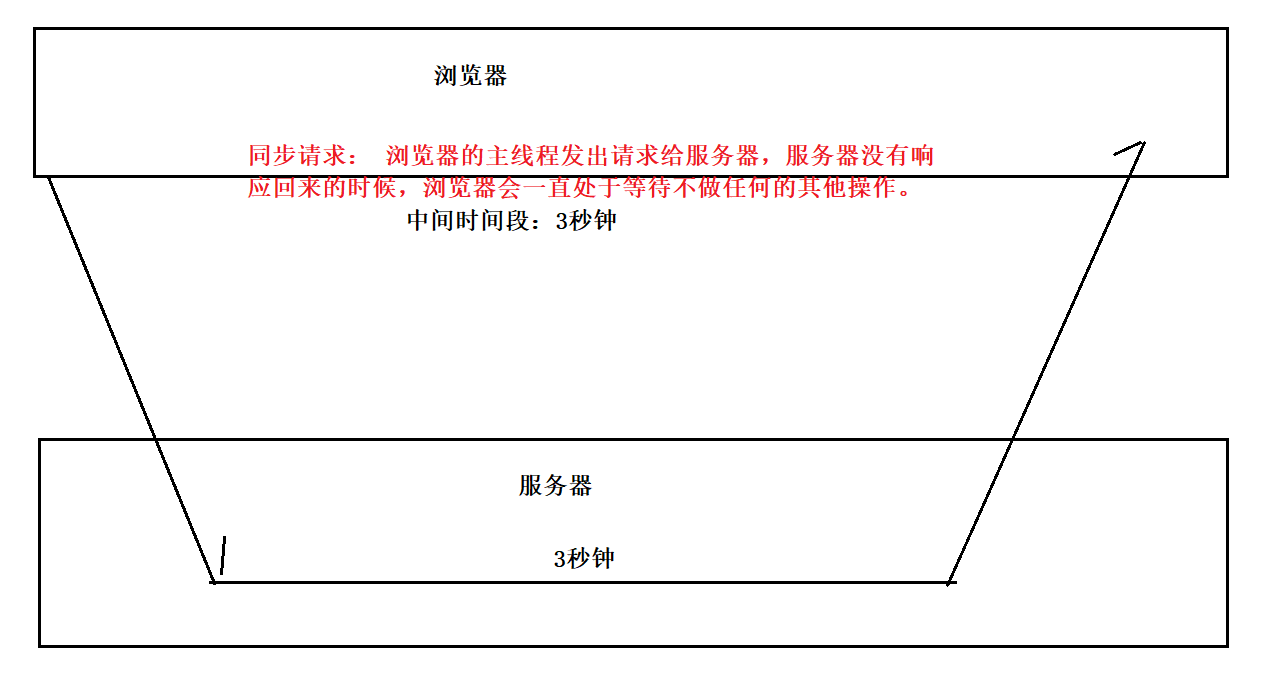 浏览器
同步请求： 浏览器的主线程发出请求给服务器，服务器没有响
应回来的时候，浏览器会一直处于等待不做任何的其他操作。
中间时间段：3秒钟
服务器
3秒钟